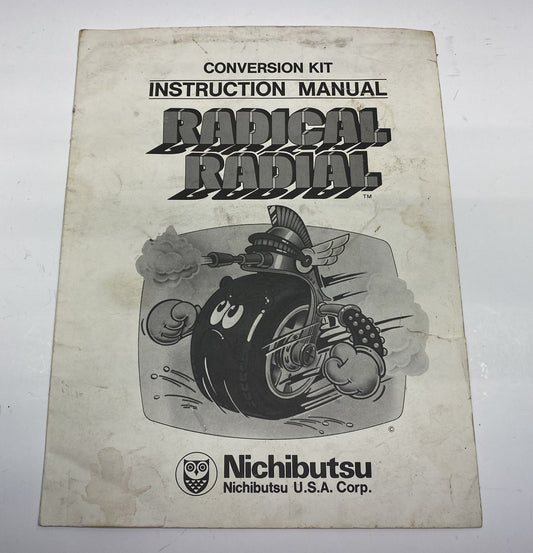 CONVERSION KIT
INSTRUCTION MANUAL
RADICAL
RADIAL
TM
©
Nichibutsu
Nichibutsu U.S.A. Corp.